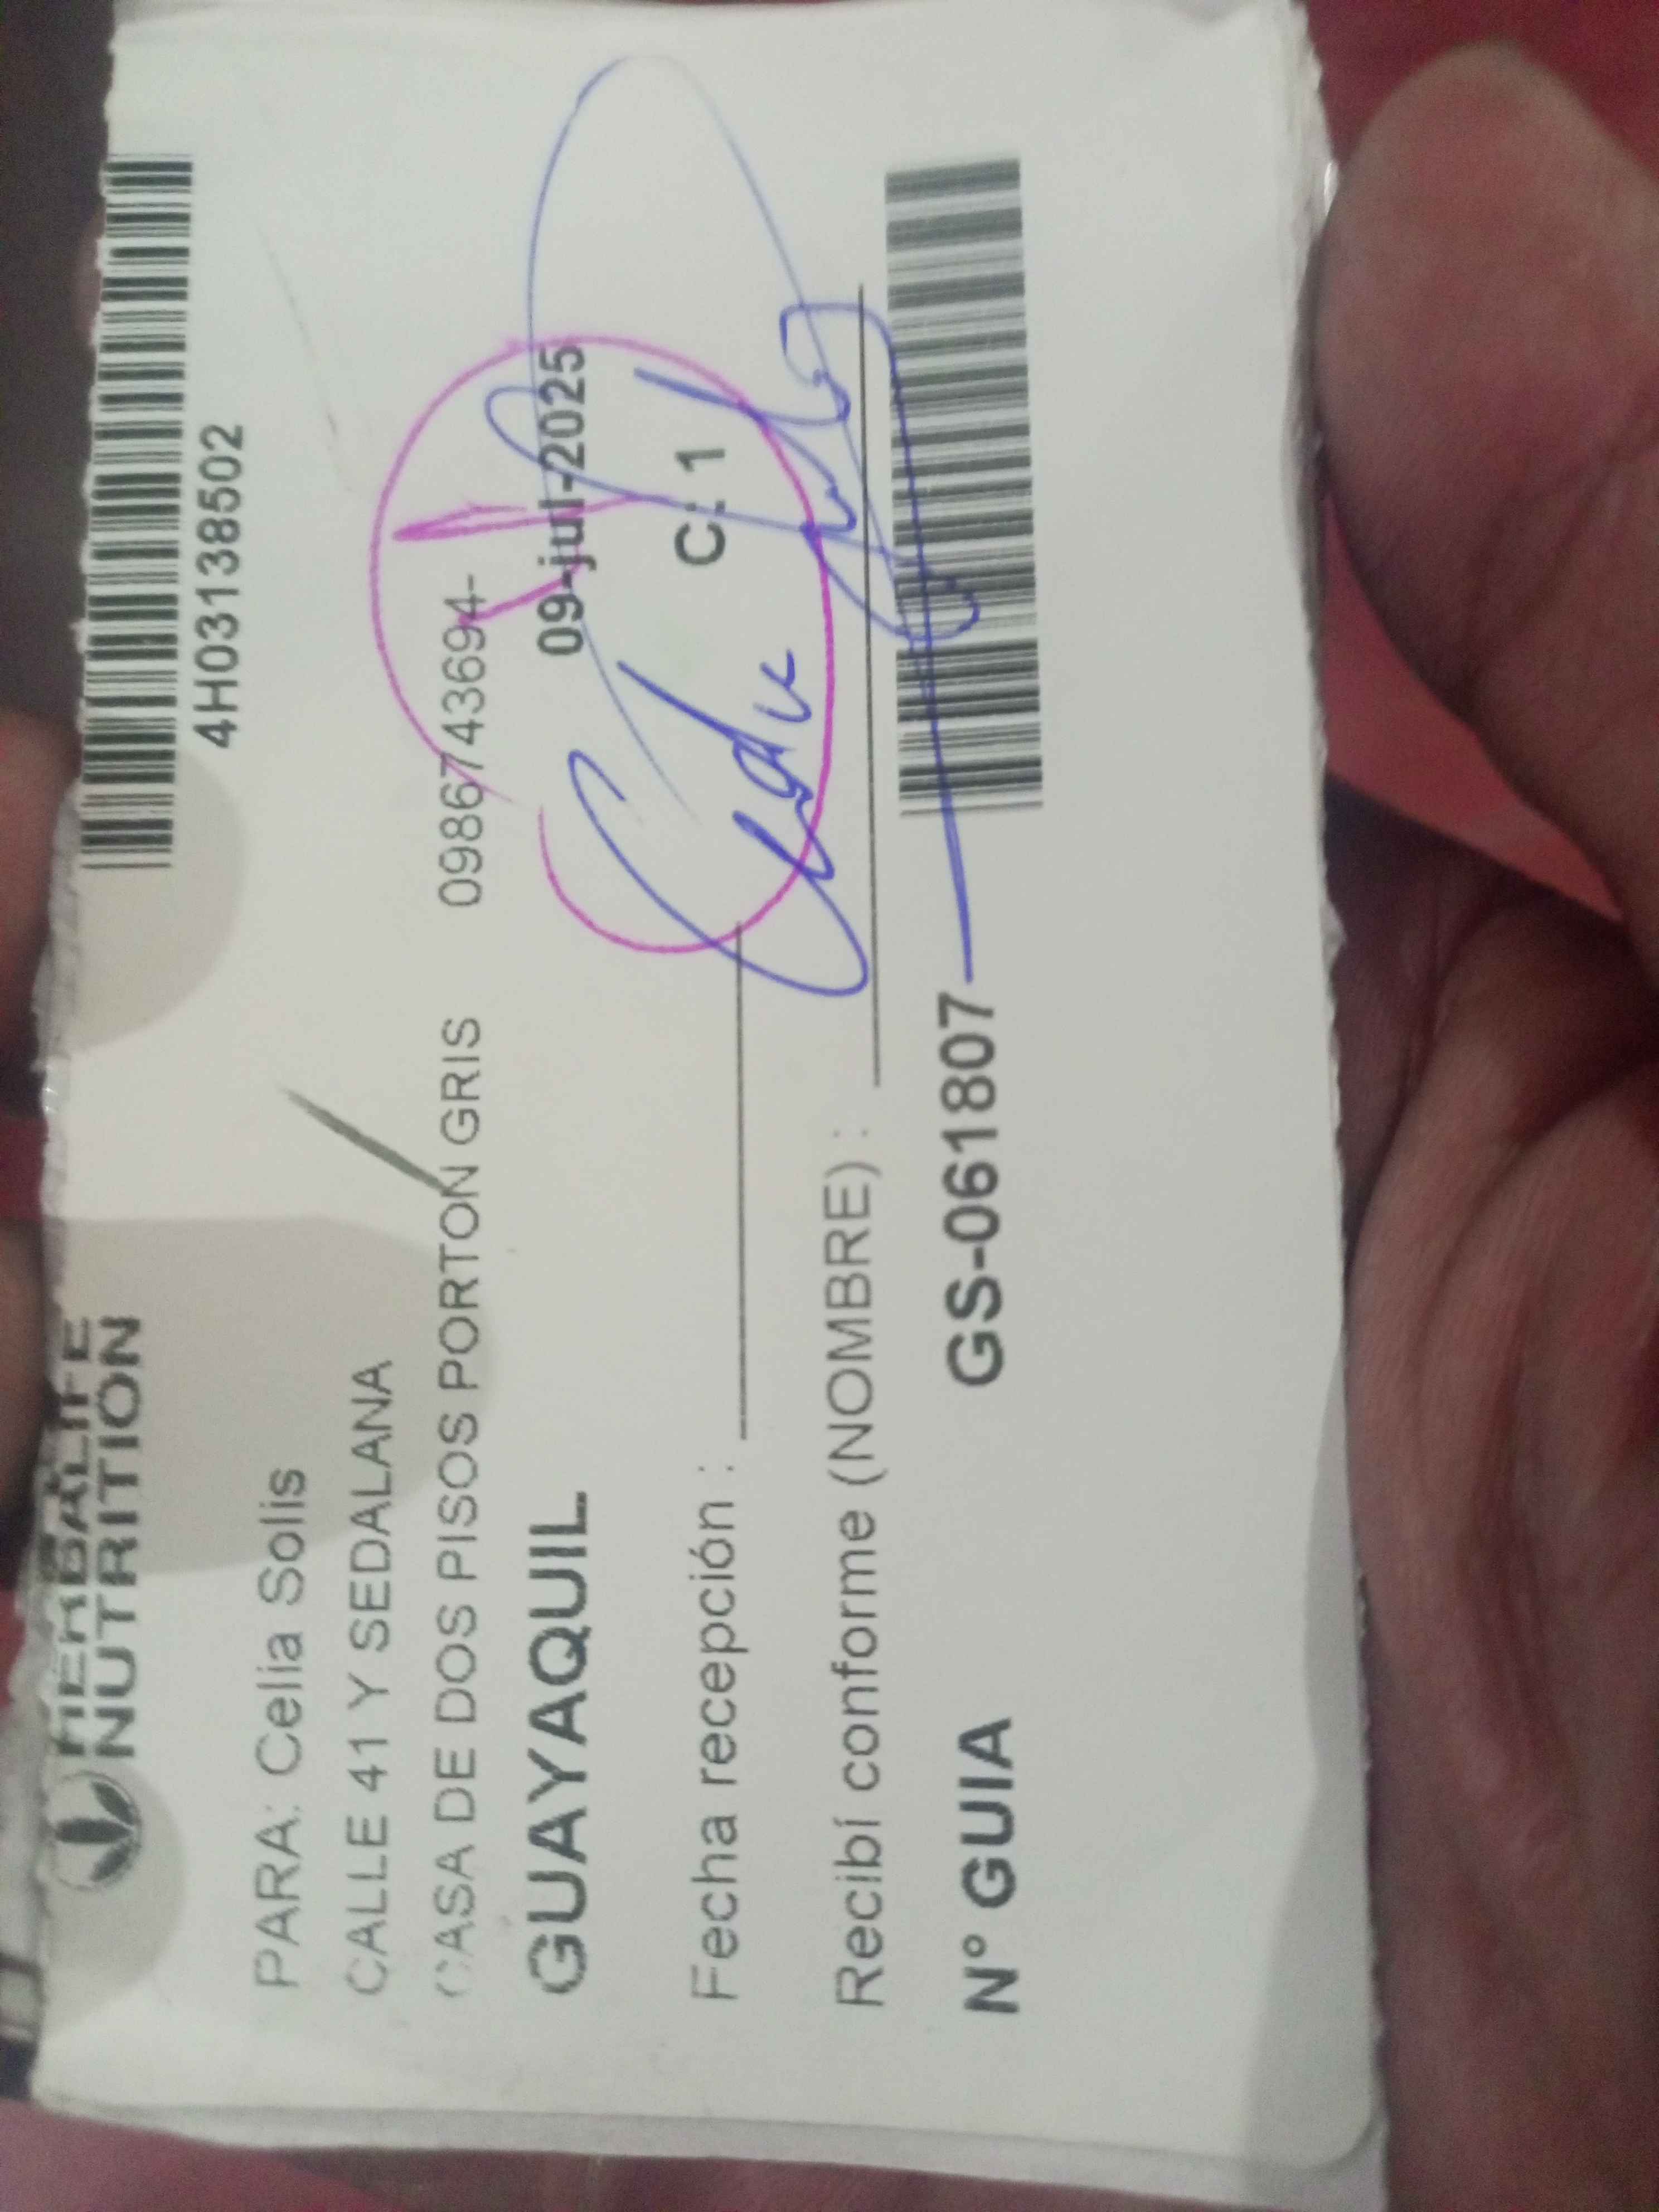 HERBALIFE
NUTRITION
4H03138502
PARA: Celia Solis
CALLE 41 Y SEDALANA
CASA DE DOS PISOS PORTON GRIS 0986743694-
GUAYAQUIL 09-jul-2025
Fecha recepción : C: 1
Recibí conforme (NOMBRE) :
N° GUIA GS-061807